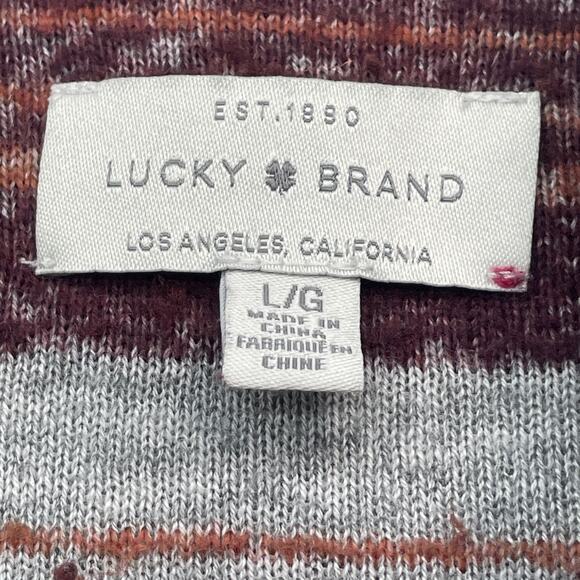 EST.1990
LUCKY BRAND
LOS ANGELES, CALIFORNIA
L/G
MADE IN
CHINA
FABRIQUÉ EN
CHINE